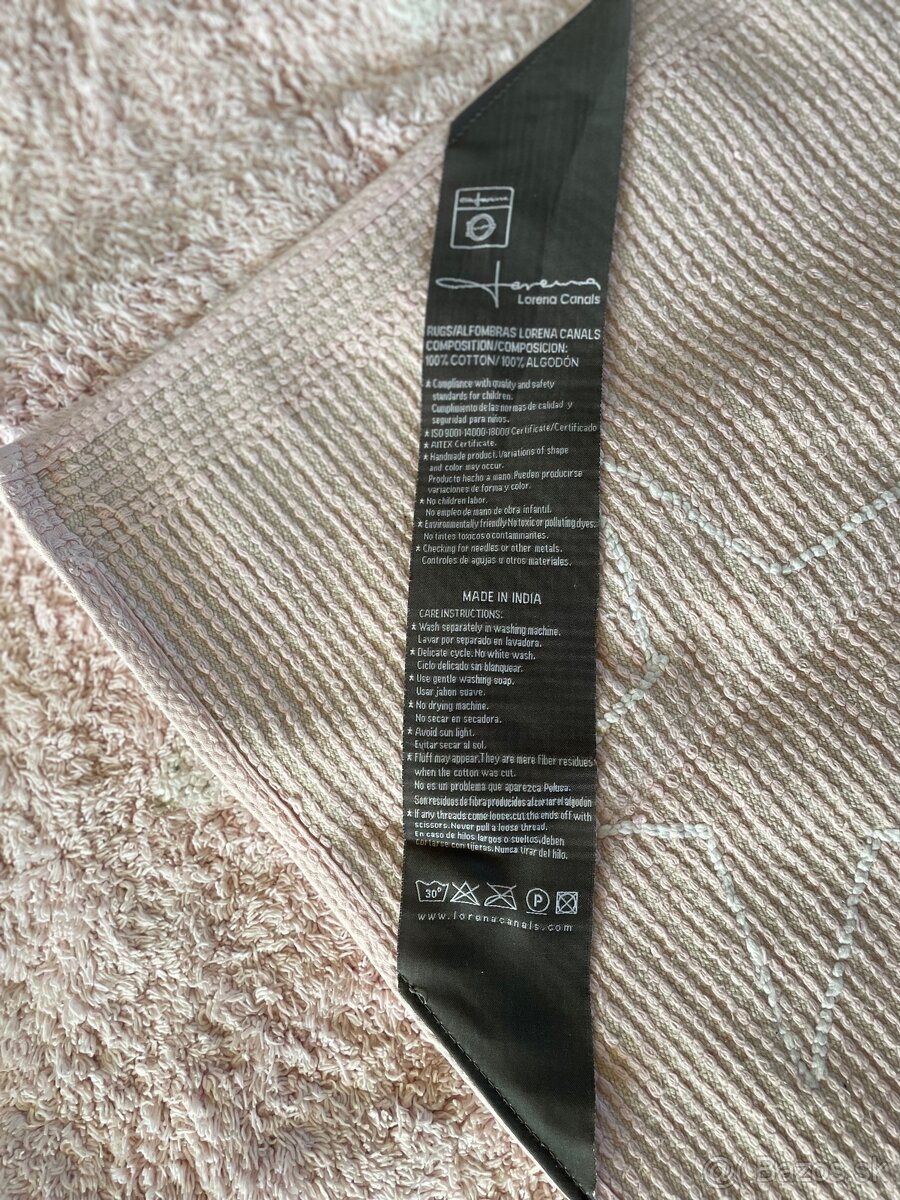 Lorena
Lorena Canals
RUGS/ALFOMBRAS LORENA CANALS
COMPOSITION/COMPOSICION:
100% COTTON/100% ALGODÓN
* Compliance with quality and safety
standards for children.
Cumplimiento de las normas de calidad y
seguridad para niños.
* ISO 9001-14000-18000 Certificate/Certificado
* AITEX Certificate.
* Handmade product. Variations of shape
and color may occur.
Producto hecho a mano. Pueden producirse
variaciones de forma y color.
* No children labor.
No empleo de mano de obra infantil.
* Environmentally friendly No toxic or polluting dyes.
No tintes toxicos o contaminantes.
* Checking for needles or other metals.
Controles de agujas u otros materiales.
MADE IN INDIA
CARE INSTRUCTIONS:
* Wash separately in washing machine.
Lavar por separado en lavadora.
* Delicate cycle. No white wash.
Ciclo delicado sin blanquear.
* Use gentle washing soap.
Usar jabon suave.
* No drying machine.
No secar en secadora.
* Avoid sun light.
Evitar secar al sol.
* Fluff may appear. They are mere fiber residues
when the cotton was cut.
No es un problema que aparezca Pelusa.
Son residuos de fibra producidos al cortar el algodón
* If any threads come loose.cut the ends off with
scissors. Never pull a loose thread.
En caso de hilos largos o sueltos, deben
cortarse con tijeras. Nunca tirar del hilo.
30° P
www.lorenacanals.com
Bazos.sk